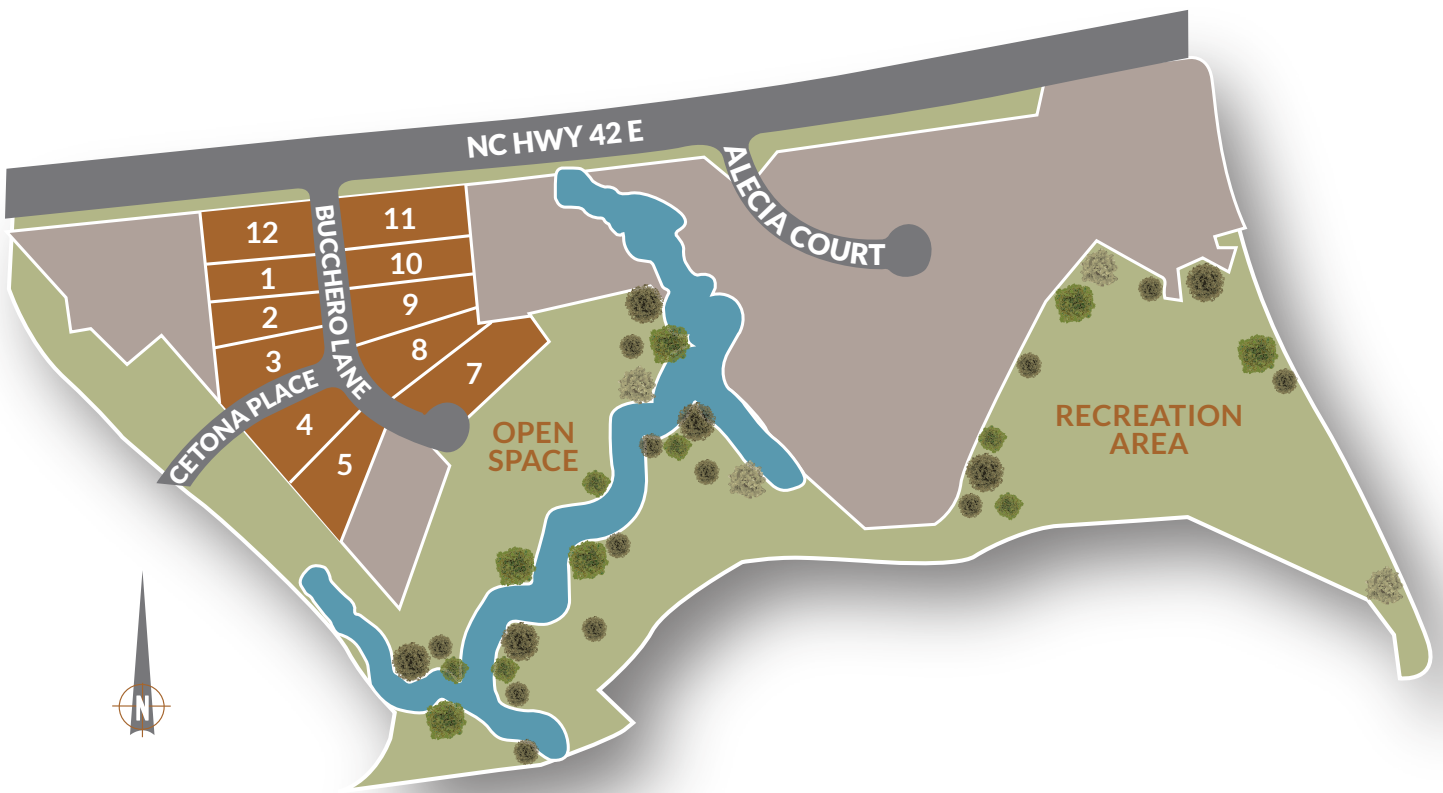 NC HWY 42 E
ALECIA COURT
BUCCHERO LANE
12
11
1
10
2
9
3
8
7
CETONA PLACE
4
5
OPEN
SPACE
RECREATION
AREA
N